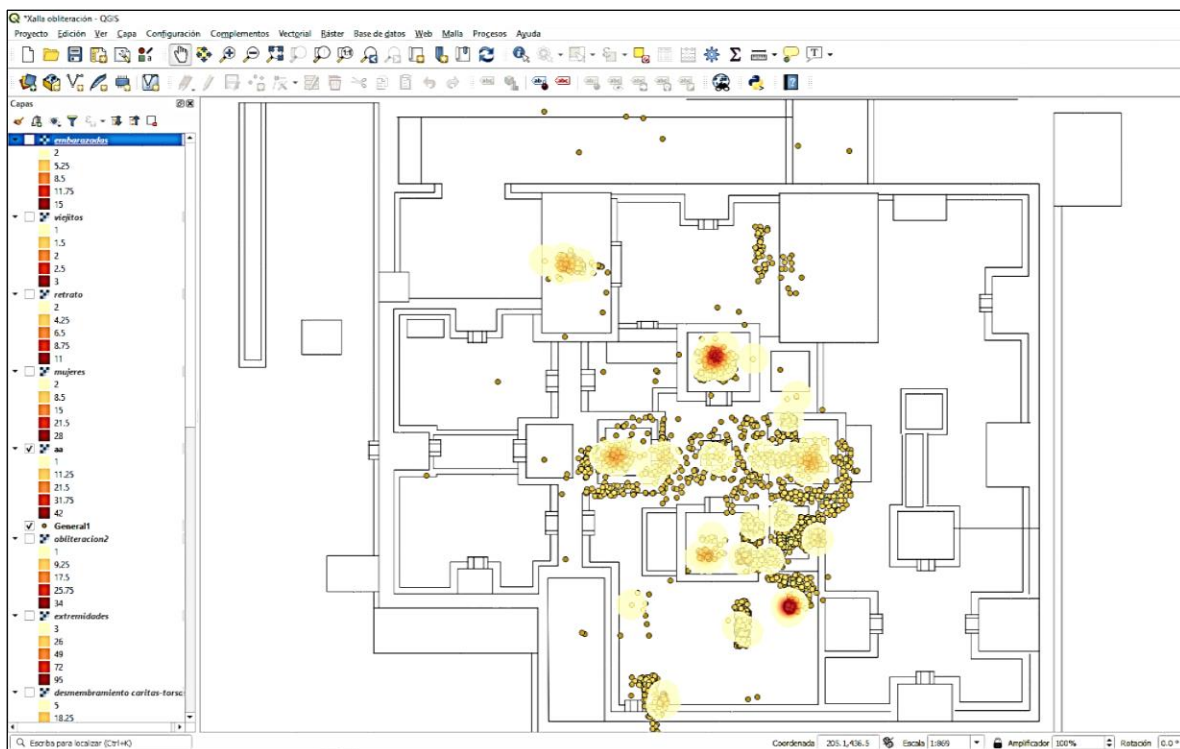 *Xalla obliteración - QGIS
Proyecto Edición Ver Capa Configuración Complementos Vectorial Ráster Base de datos Web Malla Procesos Ayuda
Capas
embarazadas
2
5.25
8.5
11.75
15
viejitos
1
1.5
2
2.5
3
retrato
2
4.25
6.5
8.75
11
mujeres
2
8.5
15
21.5
28
aa
1
11.25
21.5
31.75
42
General1
obliteracion2
1
9.25
17.5
25.75
34
extremidades
3
26
49
72
95
desmembramiento caritas-torso
5
18.25
Escriba para localizar (Ctrl+K)
Coordenada 205.1,436.5 Escala 1:869 Amplificador 100% Rotación 0.0 °